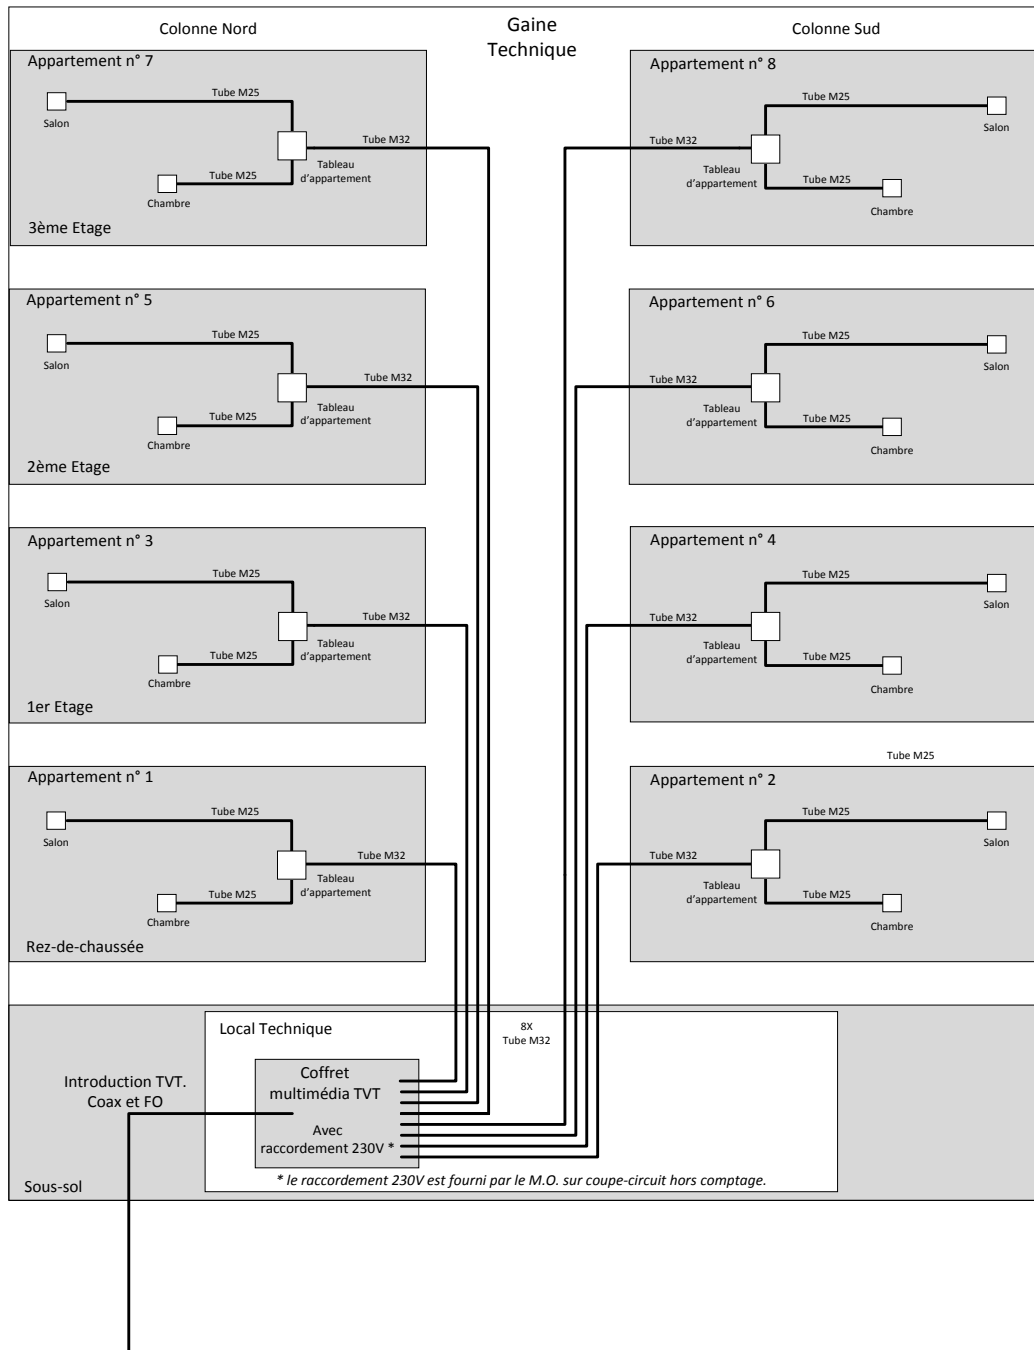 Colonne Nord
Gaine
Technique
Colonne Sud
Appartement n° 7
Tube M25
Salon
Tube M32
Tableau
d'appartement
Tube M25
Chambre
3ème Etage
Appartement n° 8
Tube M25
Salon
Tube M32
Tableau
d'appartement
Tube M25
Chambre
Appartement n° 5
Tube M25
Salon
Tube M32
Tableau
d'appartement
Tube M25
Chambre
2ème Etage
Appartement n° 6
Tube M25
Salon
Tube M32
Tableau
d'appartement
Tube M25
Chambre
Appartement n° 3
Tube M25
Salon
Tube M32
Tableau
d'appartement
Tube M25
Chambre
1er Etage
Appartement n° 4
Tube M25
Salon
Tube M32
Tableau
d'appartement
Tube M25
Chambre
Tube M25
Appartement n° 1
Tube M25
Salon
Tube M32
Tableau
d'appartement
Tube M25
Chambre
Rez-de-chaussée
Appartement n° 2
Tube M25
Salon
Tube M32
Tableau
d'appartement
Tube M25
Chambre
Local Technique
8X
Tube M32
Introduction TVT.
Coax et FO
Coffret
multimédia TVT
Avec
raccordement 230V *
* le raccordement 230V est fourni par le M.O. sur coupe-circuit hors comptage.
Sous-sol